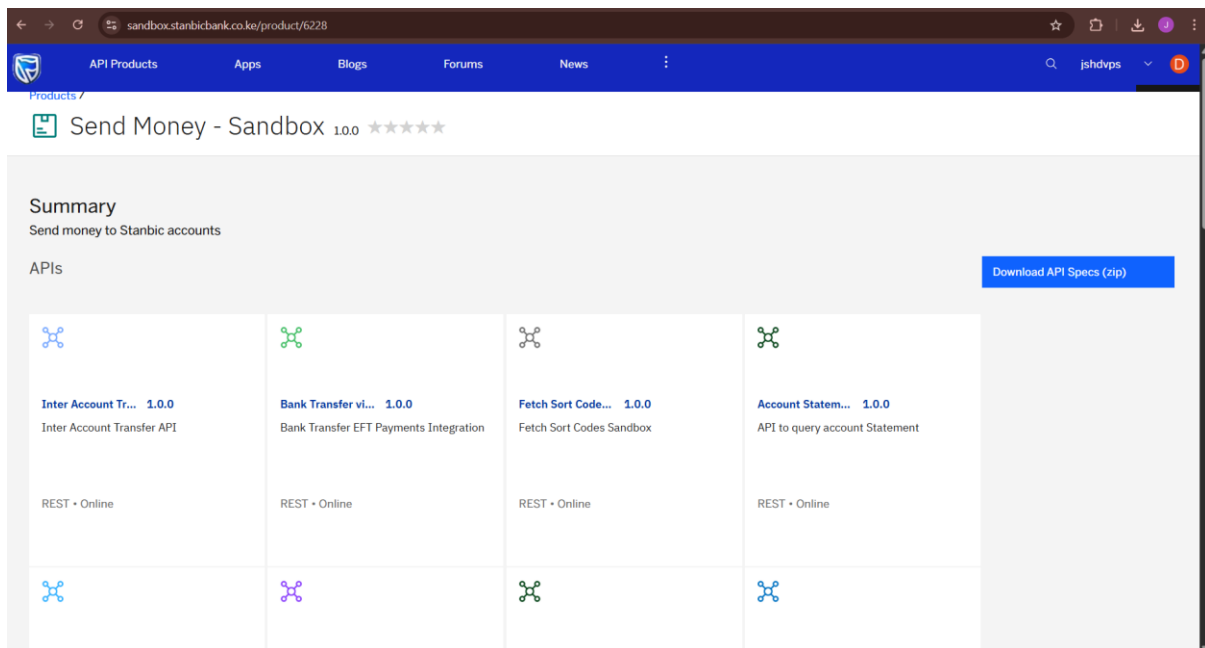 sandbox.stanbicbank.co.ke/product/6228
J
API Products Apps Blogs Forums News jshdvps D
Products /
Send Money - Sandbox 1.0.0
Summary
Send money to Stanbic accounts
APIs
Download API Specs (zip)
Inter Account Tr... 1.0.0
Inter Account Transfer API
REST • Online
Bank Transfer vi... 1.0.0
Bank Transfer EFT Payments Integration
REST • Online
Fetch Sort Code... 1.0.0
Fetch Sort Codes Sandbox
REST • Online
Account Statem... 1.0.0
API to query account Statement
REST • Online